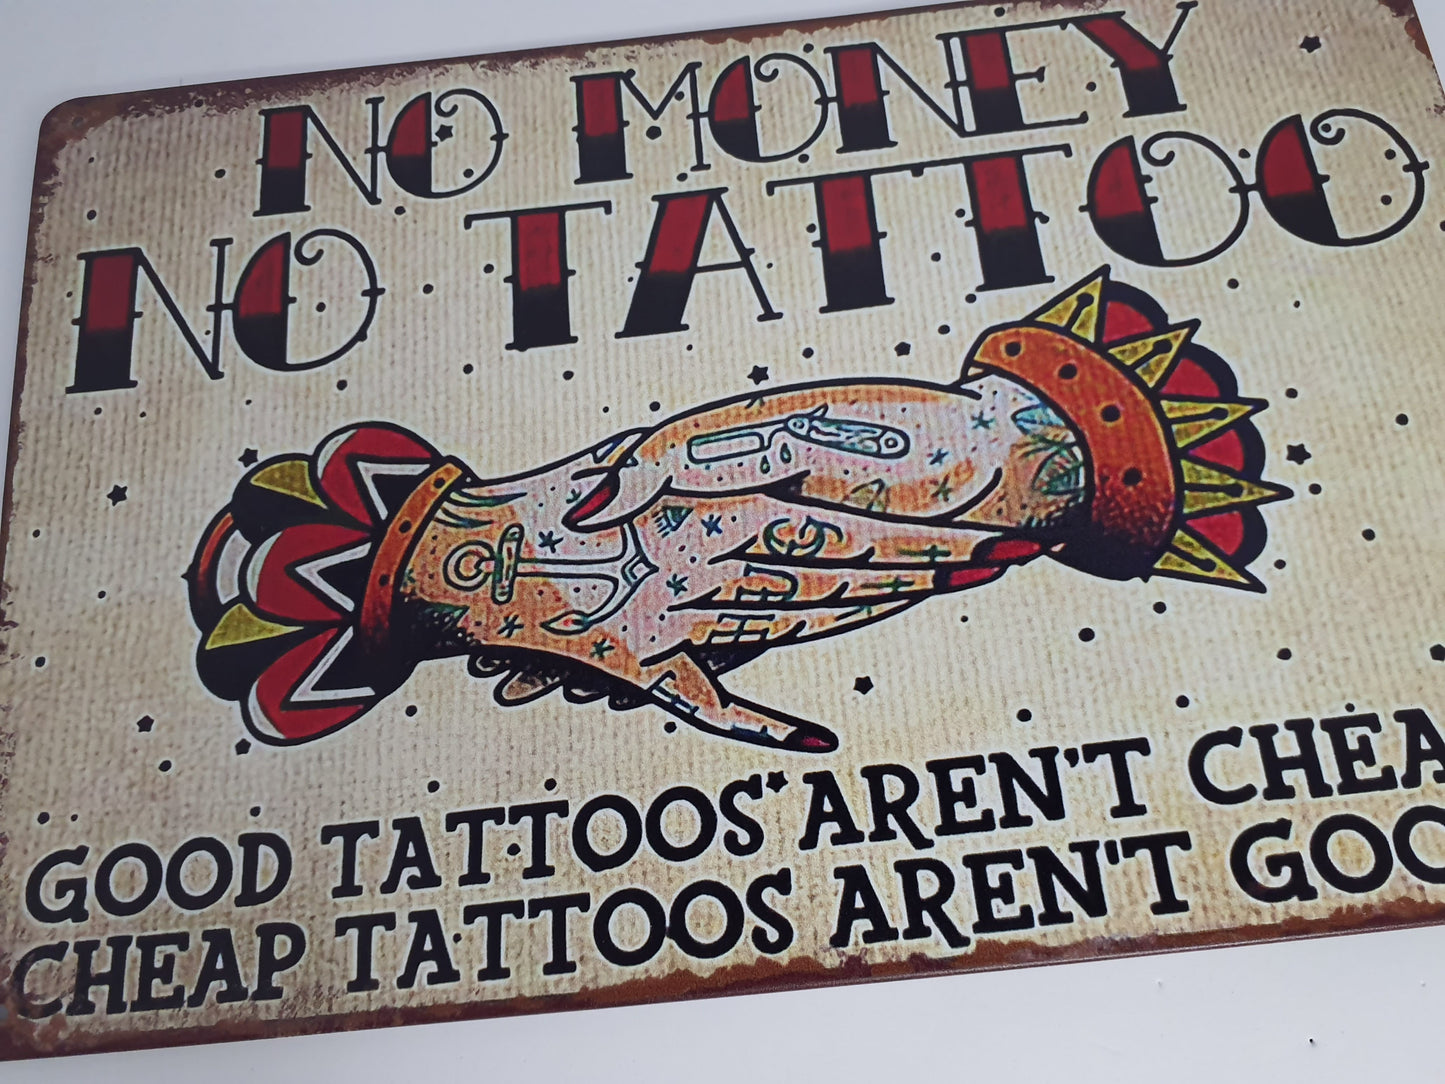 NO MONEY
NO TATTOO
GOOD TATTOOS AREN'T CHEA
CHEAP TATTOOS AREN'T GOO